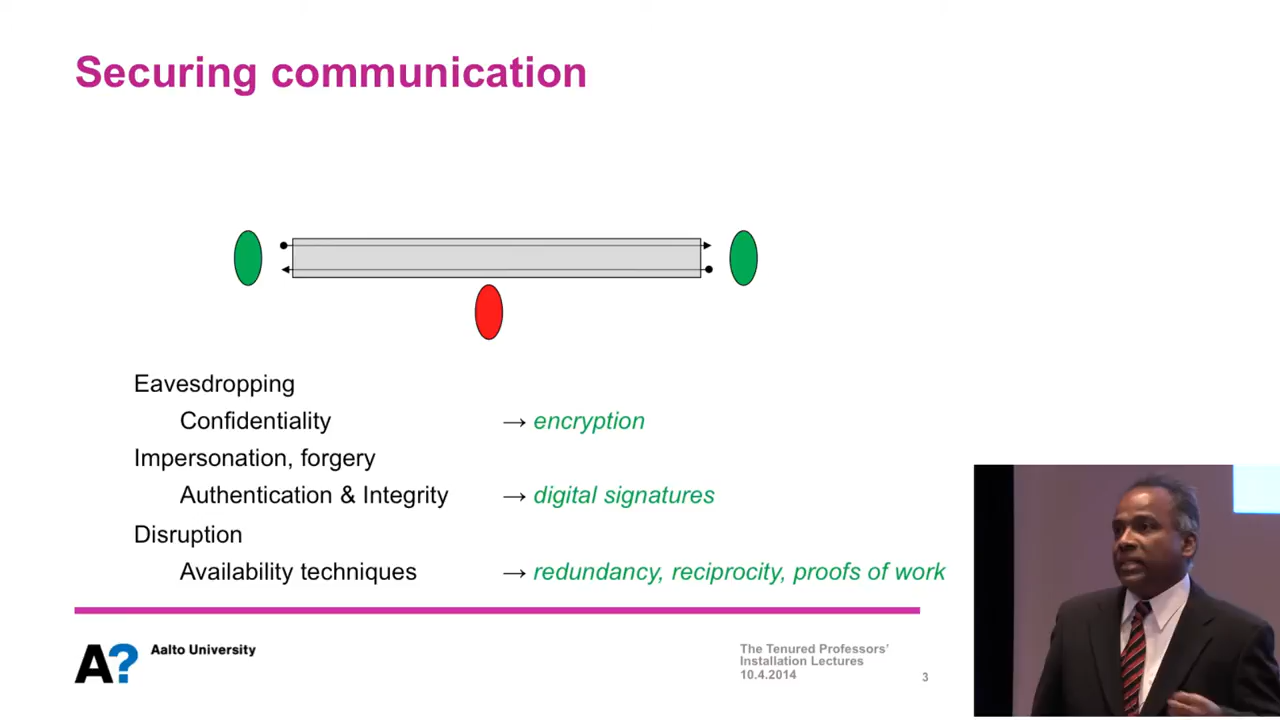 Securing communication
Eavesdropping
Confidentiality → encryption
Impersonation, forgery
Authentication & Integrity → digital signatures
Disruption
Availability techniques → redundancy, reciprocity, proofs of work
A? Aalto University
The Tenured Professors’
Installation Lectures
10.4.2014
3